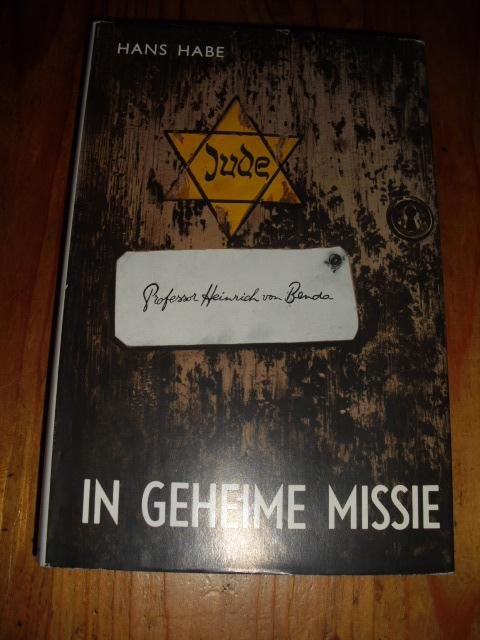 HANS HABE
Jude
Professor Heinrich von Benda
IN GEHEIME MISSIE